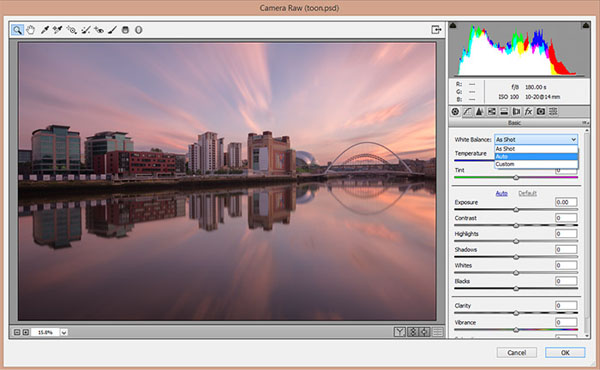 Camera Raw (toon.psd)
R: ---
G: ---
B: ---
f/8 180.00 s
ISO 100 10-20@14 mm
fx
Basic
White Balance: As Shot
As Shot
Auto
Custom
Temperature
Tint 0
Auto Default
Exposure 0.00
Contrast 0
Highlights 0
Shadows 0
Whites 0
Blacks 0
Clarity 0
Vibrance 0
15.8%
Y
Cancel OK